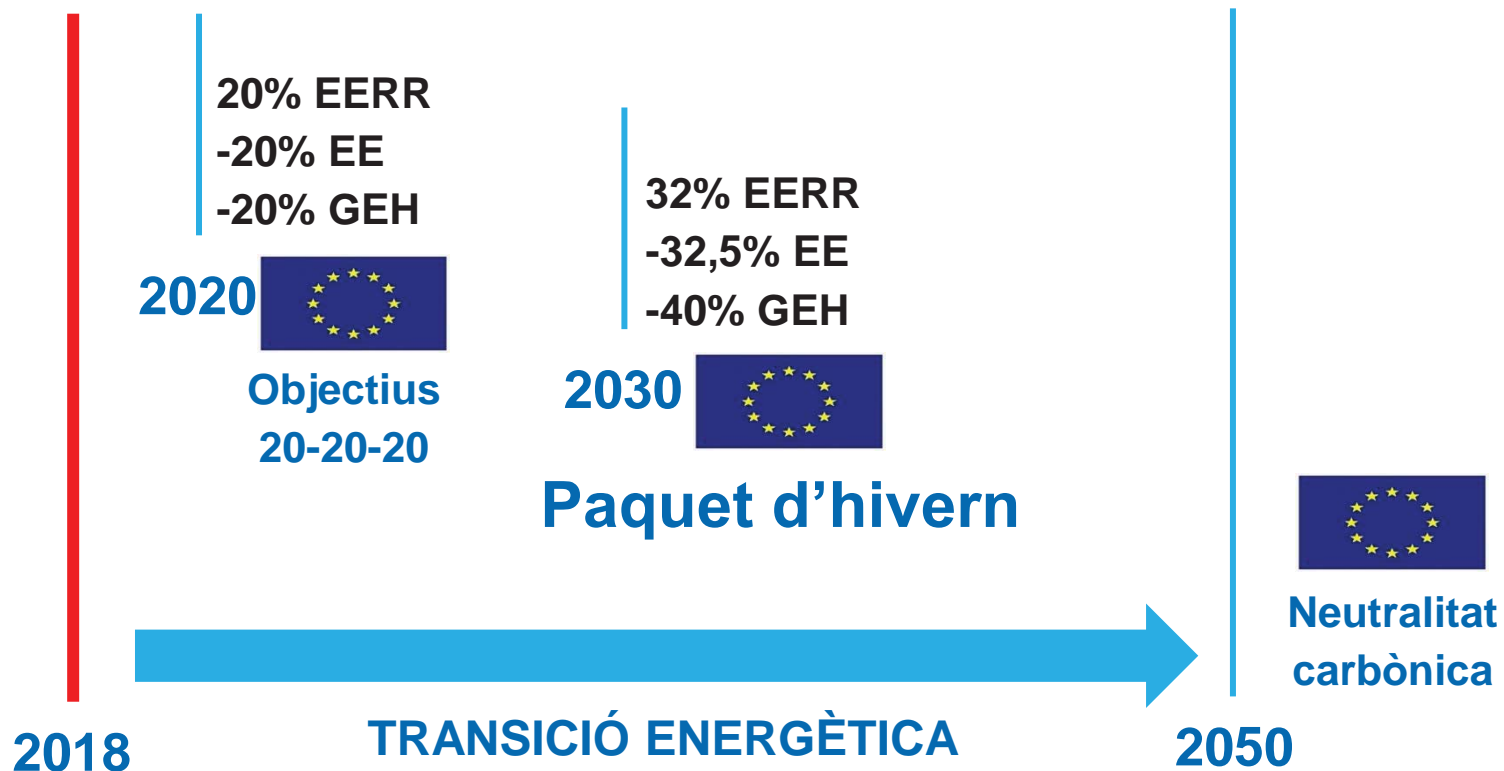 20% EERR
-20% EE
-20% GEH
2020
Objectius
20-20-20
32% EERR
-32,5% EE
-40% GEH
2030
Paquet d’hivern
Neutralitat
carbònica
2018
TRANSICIÓ ENERGÈTICA
2050